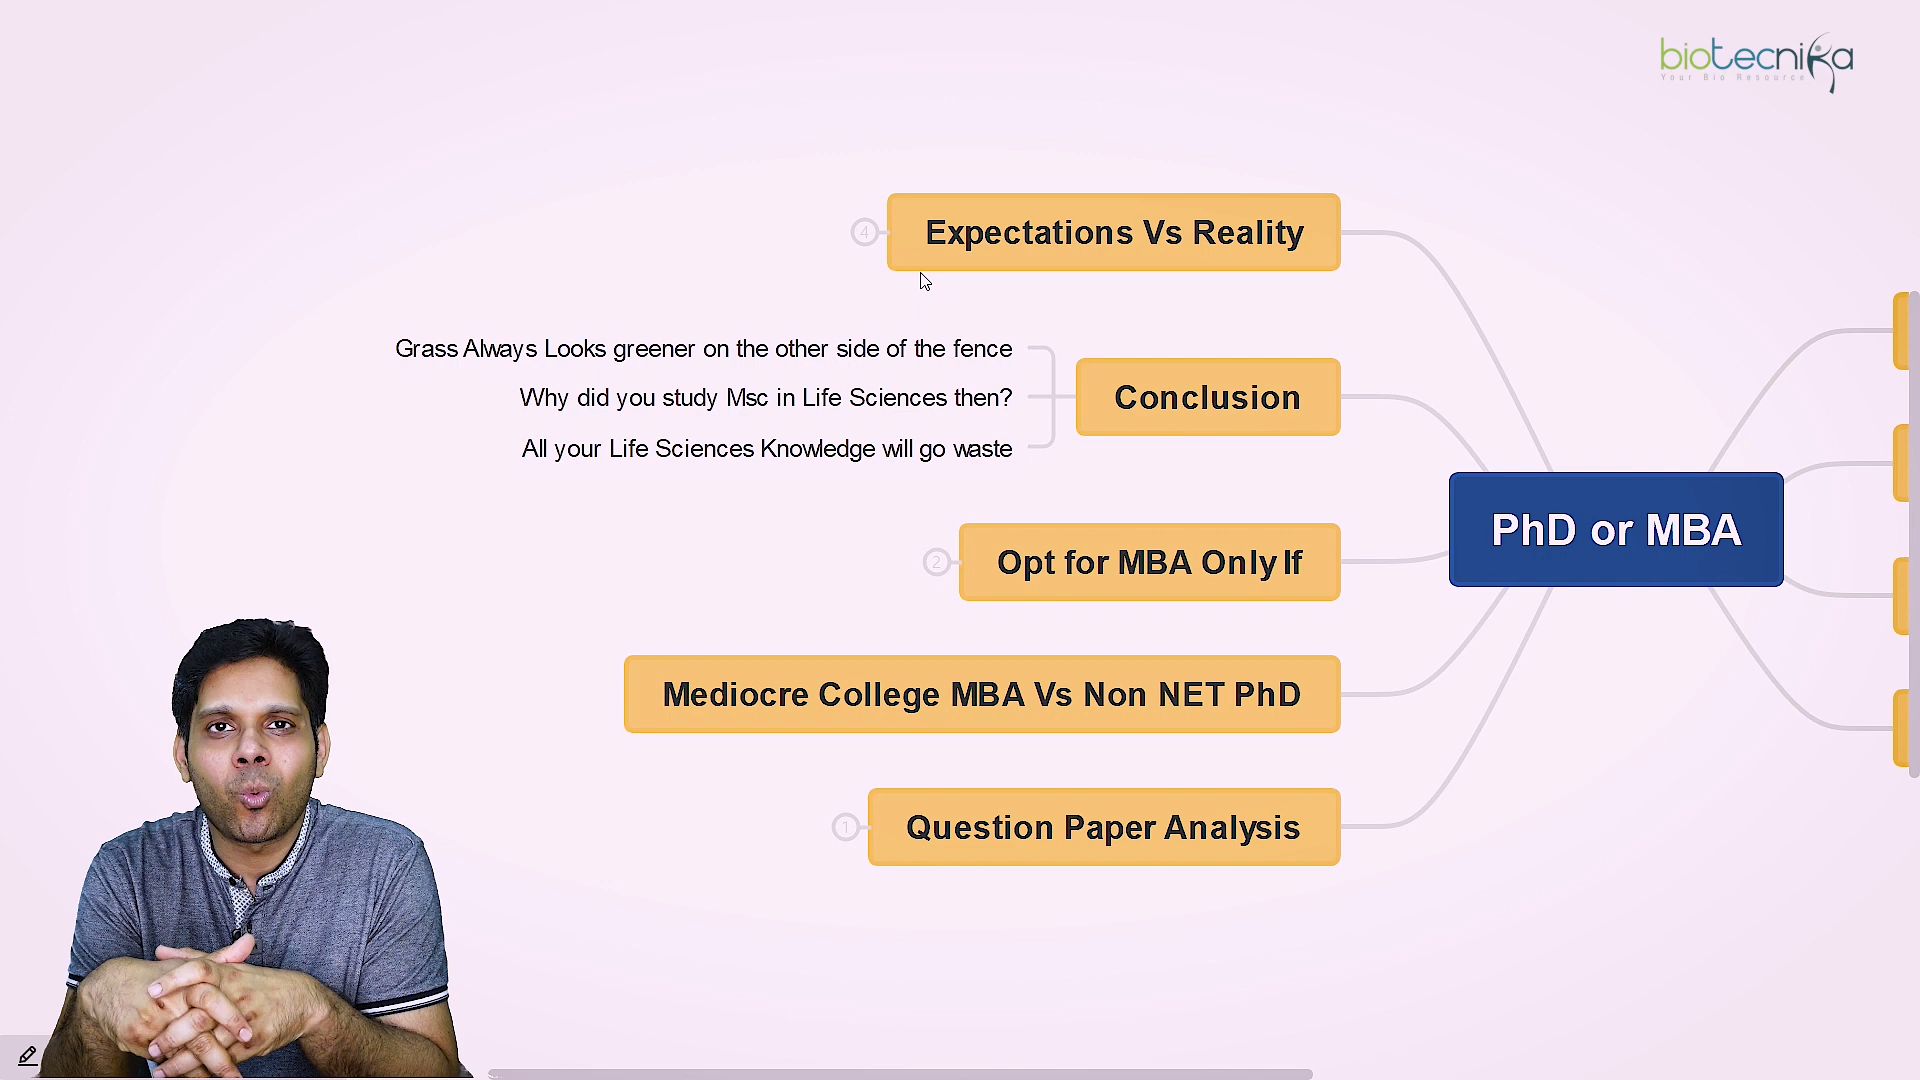 biotecnika
Your Bio Resource
4
Expectations Vs Reality
Grass Always Looks greener on the other side of the fence
Why did you study Msc in Life Sciences then?
All your Life Sciences Knowledge will go waste
Conclusion
PhD or MBA
2
Opt for MBA Only If
Mediocre College MBA Vs Non NET PhD
1
Question Paper Analysis